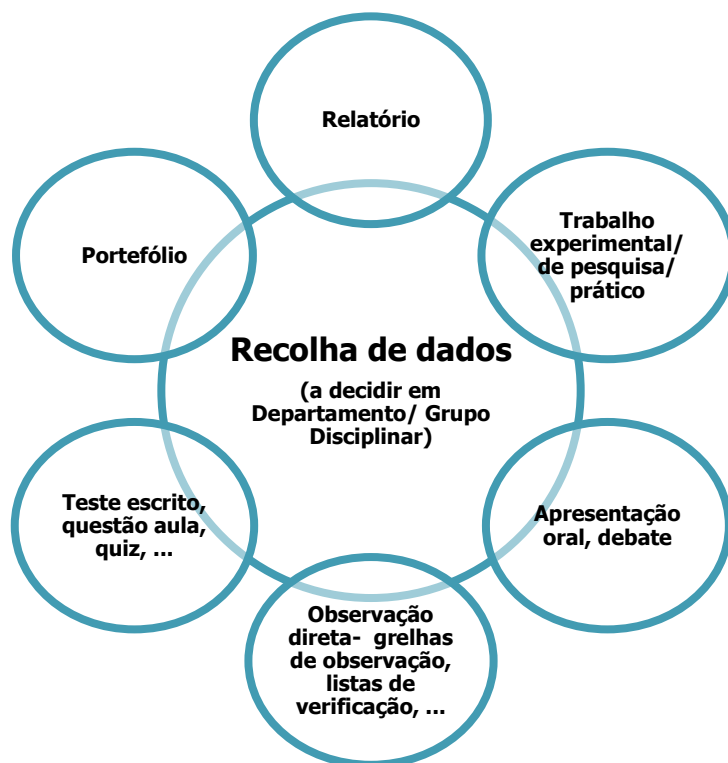 Relatório
Portefólio
Trabalho
experimental/
de pesquisa/
prático
Recolha de dados
(a decidir em
Departamento/ Grupo
Disciplinar)
Teste escrito,
questão aula,
quiz, ...
Apresentação
oral, debate
Observação
direta- grelhas
de observação,
listas de
verificação, ...